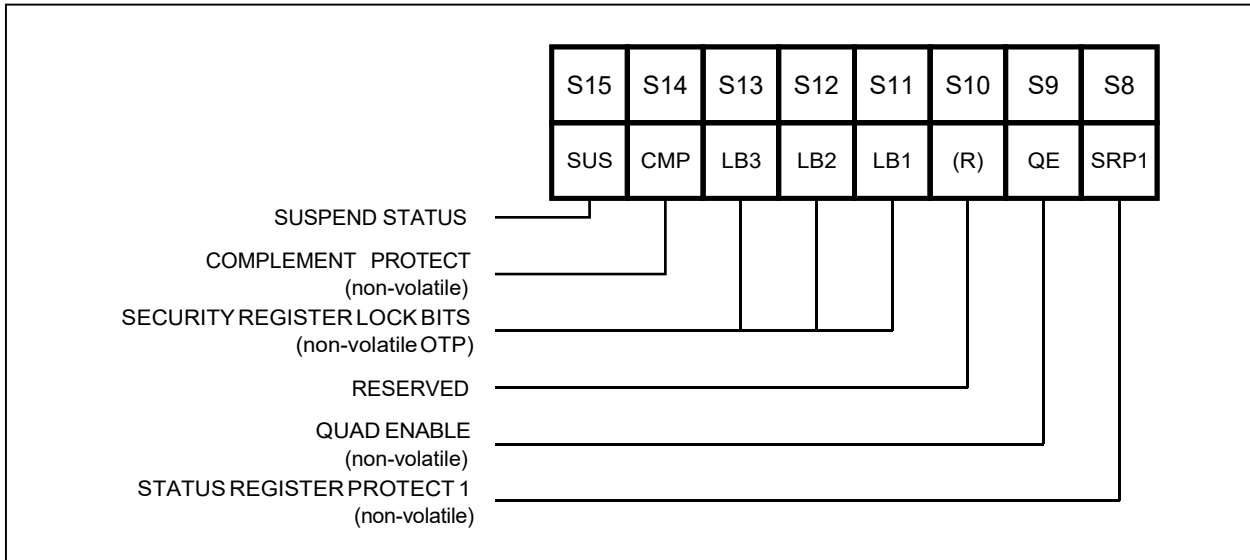 S15 S14 S13 S12 S11 S10 S9 S8
SUS CMP LB3 LB2 LB1 (R) QE SRP1
SUSPEND STATUS
COMPLEMENT PROTECT
(non-volatile)
SECURITY REGISTER LOCK BITS
(non-volatile OTP)
RESERVED
QUAD ENABLE
(non-volatile)
STATUS REGISTER PROTECT 1
(non-volatile)